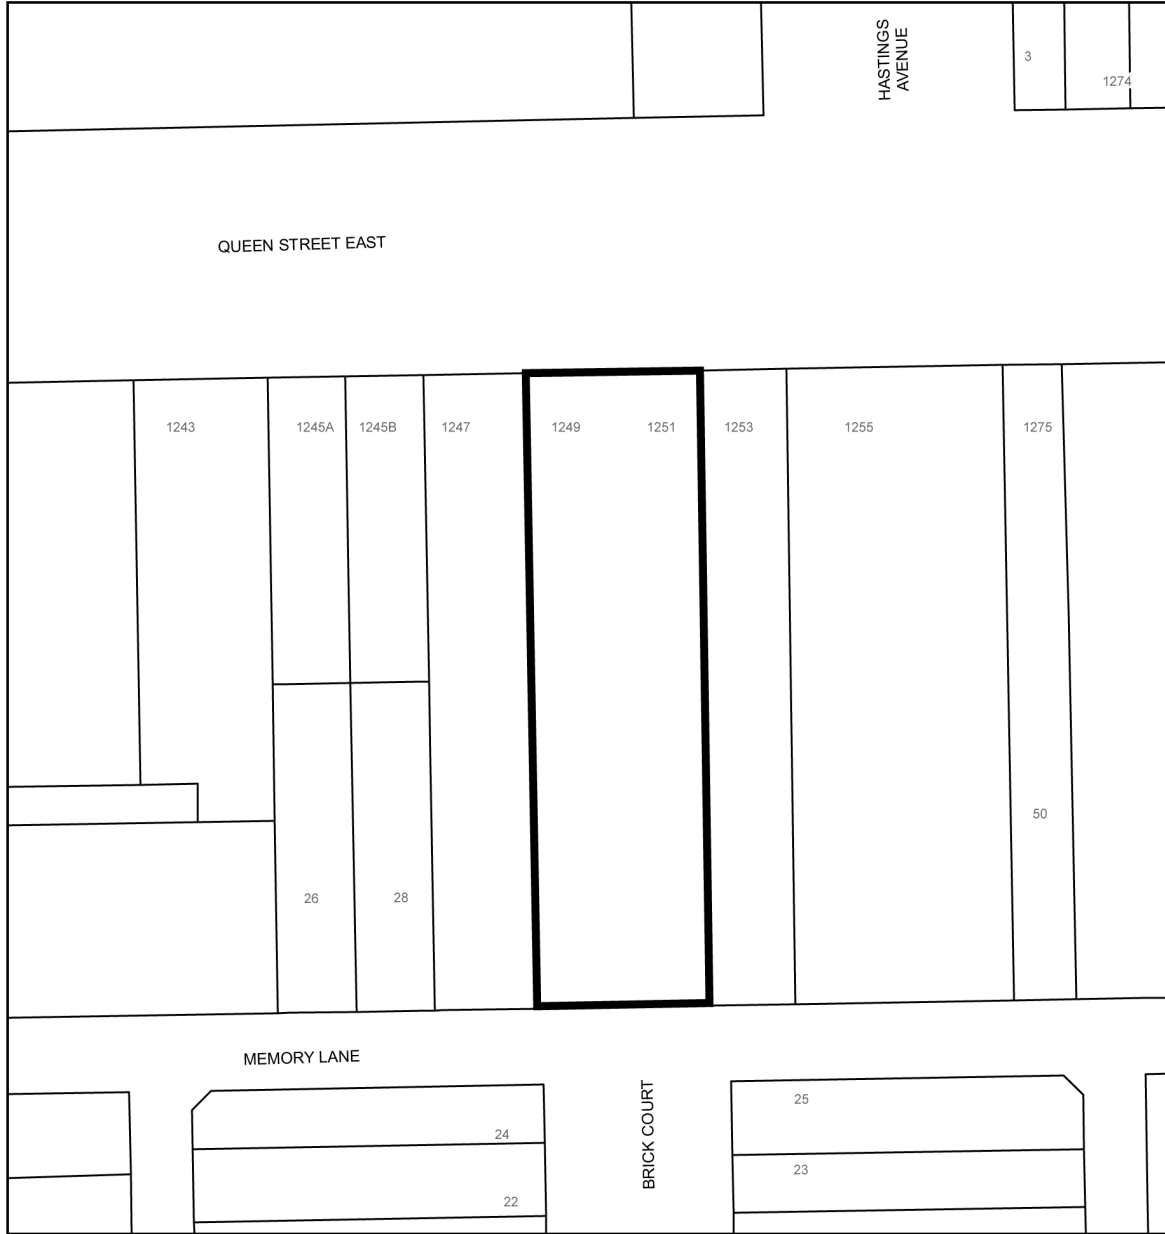 HASTINGS
AVENUE
3
1274
QUEEN STREET EAST
1243
1245A
1245B
1247
1249
1251
1253
1255
1275
50
26
28
MEMORY LANE
BRICK COURT
24
25
23
22